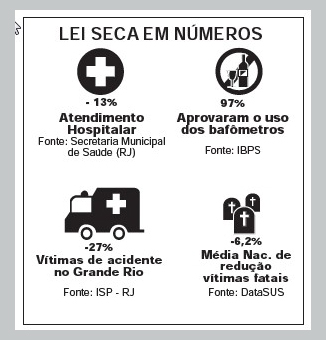 LEI SECA EM NÚMEROS
- 13%
Atendimento
Hospitalar
Fonte: Secretaria Municipal
de Saúde (RJ)
97%
Aprovaram o uso
dos bafômetros
Fonte: IBPS
-27%
Vítimas de acidente
no Grande Rio
Fonte: ISP - RJ
-6,2%
Média Nac. de
redução
vítimas fatais
Fonte: DataSUS